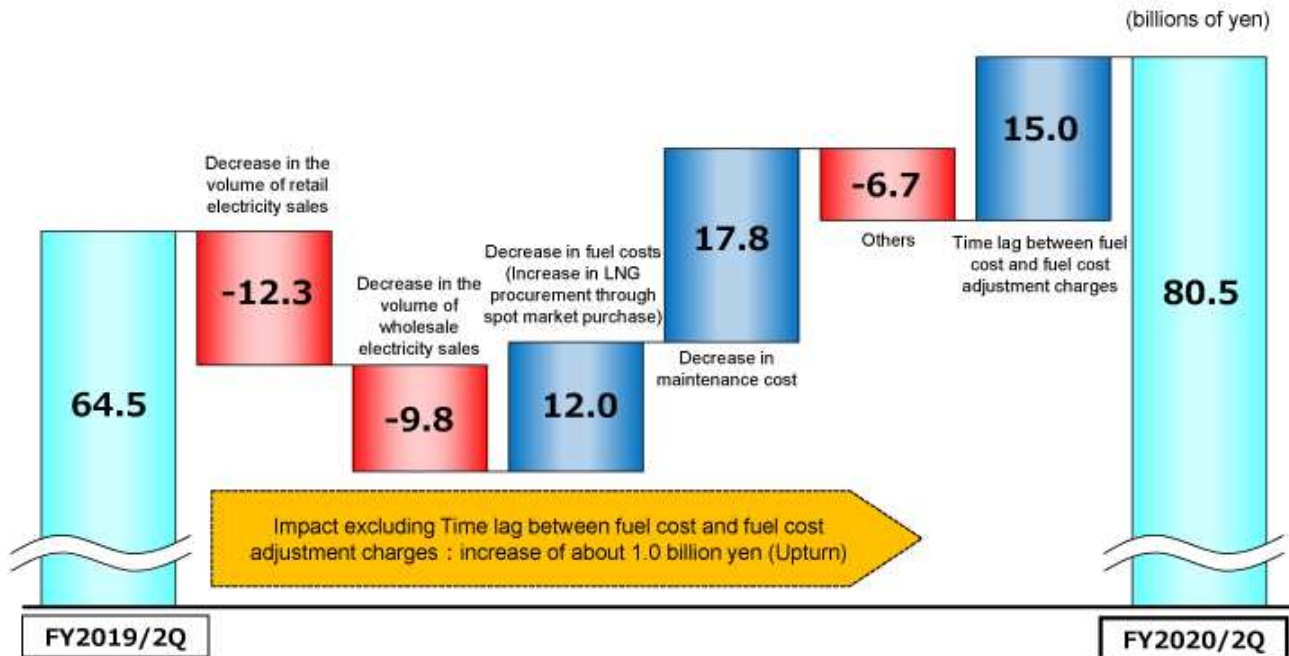 (billions of yen)
15.0
Decrease in the
volume of retail
electricity sales
-6.7
17.8
Others
Time lag between fuel
cost and fuel cost
adjustment charges
Decrease in fuel costs
(Increase in LNG
procurement through
spot market purchase)
-12.3
Decrease in the
volume of
wholesale
electricity sales
80.5
Decrease in
maintenance cost
64.5
-9.8
12.0
Impact excluding Time lag between fuel cost and fuel cost
adjustment charges : increase of about 1.0 billion yen (Upturn)
FY2019/2Q
FY2020/2Q